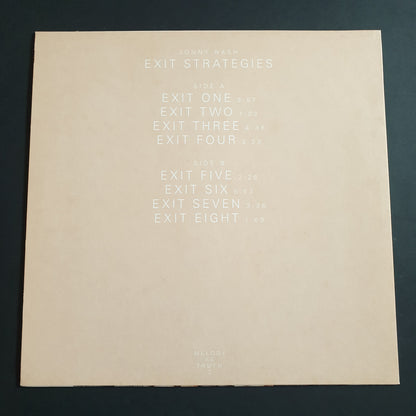 JONNY NASH
EXIT STRATEGIES
SIDE A
EXIT ONE
EXIT TWO
EXIT THREE
EXIT FOUR
SIDE B
EXIT FIVE
EXIT SIX
EXIT SEVEN
EXIT EIGHT
MELODY
AS
TRUTH